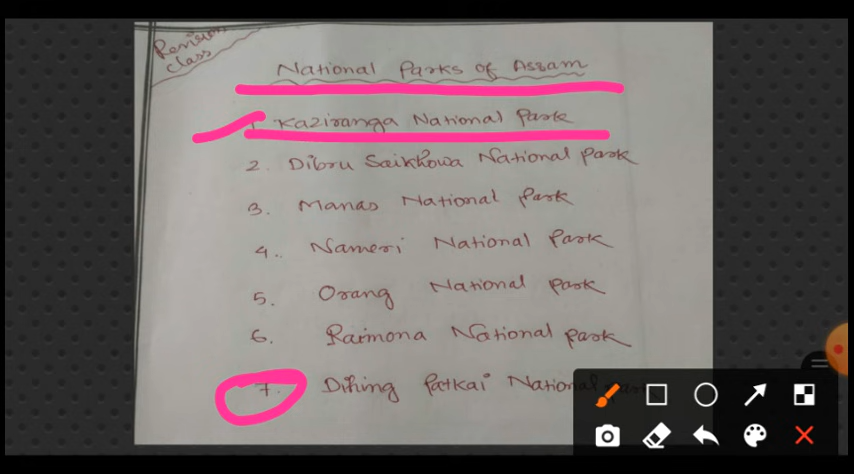 Revision
class
National Parks of Assam
1. Kaziranga National Park
2. Dibru Saikhowa National Park
3. Manas National Park
4. Nameri National Park
5. Orang National Park
6. Raimona National Park
7. Dihing Patkai National Park